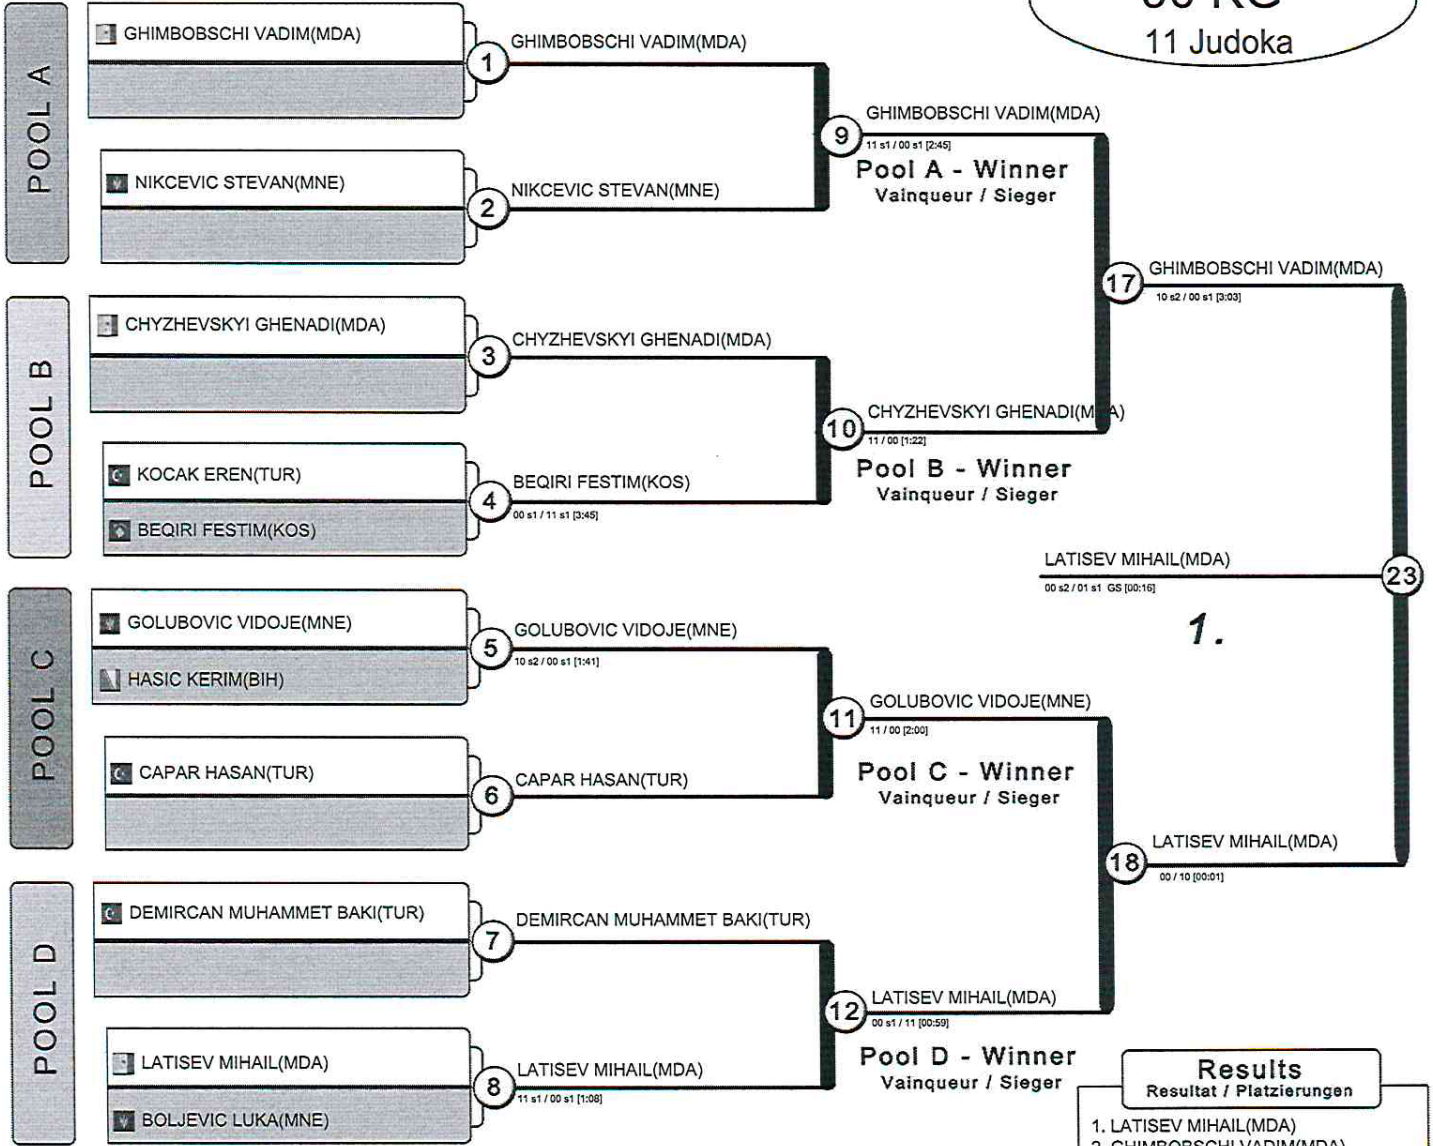 KG
11 Judoka
POOL A
GHIMBOBSCHI VADIM(MDA)
1
GHIMBOBSCHI VADIM(MDA)
NIKCEVIC STEVAN(MNE)
2
NIKCEVIC STEVAN(MNE)
9
GHIMBOBSCHI VADIM(MDA)
11 s1 / 00 s1 [2:45]
Pool A - Winner
Vainqueur / Sieger
POOL B
CHYZHEVSKYI GHENADI(MDA)
3
CHYZHEVSKYI GHENADI(MDA)
KOCAK EREN(TUR)
BEQIRI FESTIM(KOS)
4
BEQIRI FESTIM(KOS)
00 s1 / 11 s1 [3:45]
10
CHYZHEVSKYI GHENADI(MDA)
11 / 00 [1:22]
Pool B - Winner
Vainqueur / Sieger
17
GHIMBOBSCHI VADIM(MDA)
10 s2 / 00 s1 [3:03]
POOL C
GOLUBOVIC VIDOJE(MNE)
HASIC KERIM(BIH)
5
GOLUBOVIC VIDOJE(MNE)
10 s2 / 00 s1 [1:41]
CAPAR HASAN(TUR)
6
CAPAR HASAN(TUR)
11
GOLUBOVIC VIDOJE(MNE)
11 / 00 [2:00]
Pool C - Winner
Vainqueur / Sieger
POOL D
DEMIRCAN MUHAMMET BAKI(TUR)
7
DEMIRCAN MUHAMMET BAKI(TUR)
LATISEV MIHAIL(MDA)
BOLJEVIC LUKA(MNE)
8
LATISEV MIHAIL(MDA)
11 s1 / 00 s1 [1:08]
12
LATISEV MIHAIL(MDA)
00 s1 / 11 [00:59]
Pool D - Winner
Vainqueur / Sieger
18
LATISEV MIHAIL(MDA)
00 / 10 [00:01]
LATISEV MIHAIL(MDA)
23
00 s2 / 01 s1 GS [00:16]
1.
Results
Resultat / Platzierungen
1. LATISEV MIHAIL(MDA)
2. GHIMBOBSCHI VADIM(MDA)